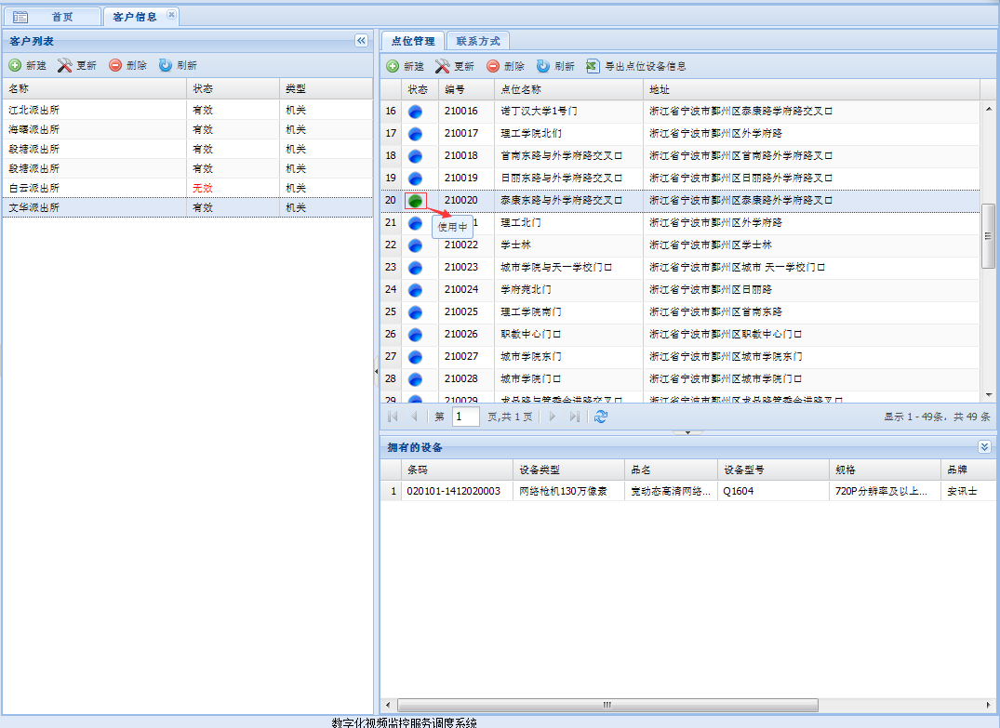 首页 客户信息
客户列表
新建 更新 删除 刷新
名称 状态 类型
江北派出所 有效 机关
海曙派出所 有效 机关
段塘派出所 有效 机关
段塘派出所 有效 机关
白云派出所 无效 机关
文华派出所 有效 机关
点位管理 联系方式
新建 更新 删除 刷新 导出点位设备信息
状态 编号 点位名称 地址
16 210016 诺丁汉大学1号门 浙江省宁波市鄞州区泰康路学府路交叉口
17 210017 理工学院北们 浙江省宁波市鄞州区外学府路
18 210018 首南东路与外学府路交叉口 浙江省宁波市鄞州区首南路外学府路叉口
19 210019 日丽东路与外学府路交叉口 浙江省宁波市鄞州区日丽路外学府路叉口
20 210020 泰康东路与外学府路交叉口 浙江省宁波市鄞州区泰康路外学府路叉口
21 1 理工北门 浙江省宁波市鄞州区外学府路
使用中
22 210022 学士林 浙江省宁波市鄞州区学士林
23 210023 城市学院与天一学校门口 浙江省宁波市鄞州区城市 天一学校门口
24 210024 学府苑北门 浙江省宁波市鄞州区日丽路
25 210025 理工学院南门 浙江省宁波市鄞州区首南东路
26 210026 职教中心门口 浙江省宁波市鄞州区职教中心门口
27 210027 城市学院东门 浙江省宁波市鄞州区城市学院东门
28 210028 城市学院门口 浙江省宁波市鄞州区城市学院门口
29 210029
第 1 页,共 1 页 显示 1 - 49条，共 49 条
拥有的设备
条码 设备类型 品名 设备型号 规格 品牌
1 020101-1412020003 网络枪机130万像素 宽动态高清网络... Q1604 720P分辨率及以上... 安讯士
数字化视频监控服务调度系统